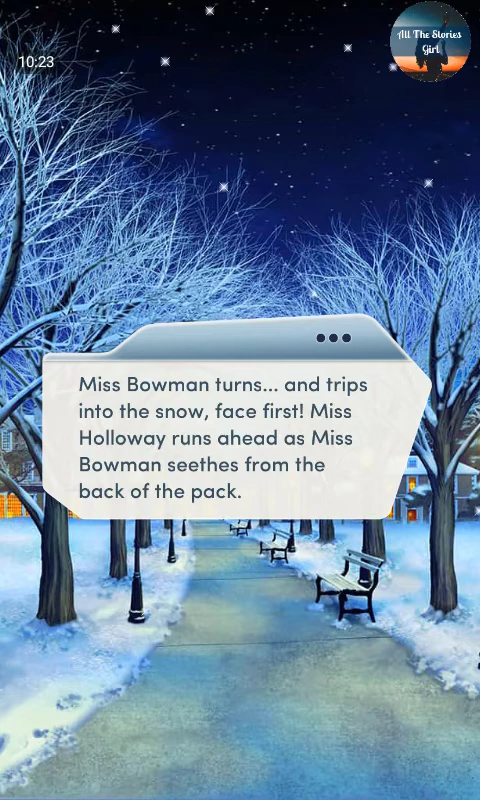 All The Stories
Girl
10:23
Miss Bowman turns... and trips
into the snow, face first! Miss
Holloway runs ahead as Miss
Bowman seethes from the
back of the pack.